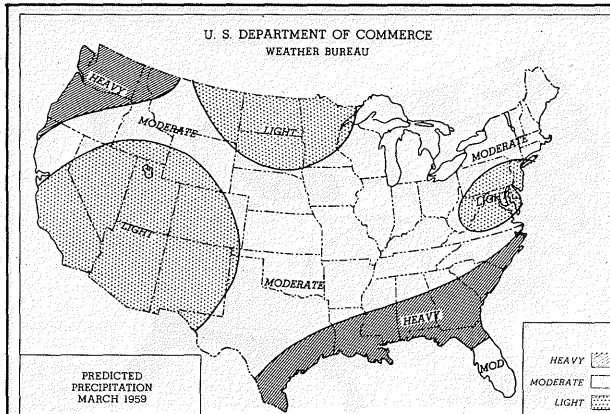 U. S. DEPARTMENT OF COMMERCE
WEATHER BUREAU
HEAVY
MODERATE
LIGHT
MODERATE
LIGHT
LIGHT
MODERATE
HEAVY
MOD
PREDICTED
PRECIPITATION
MARCH 1959
HEAVY
MODERATE
LIGHT